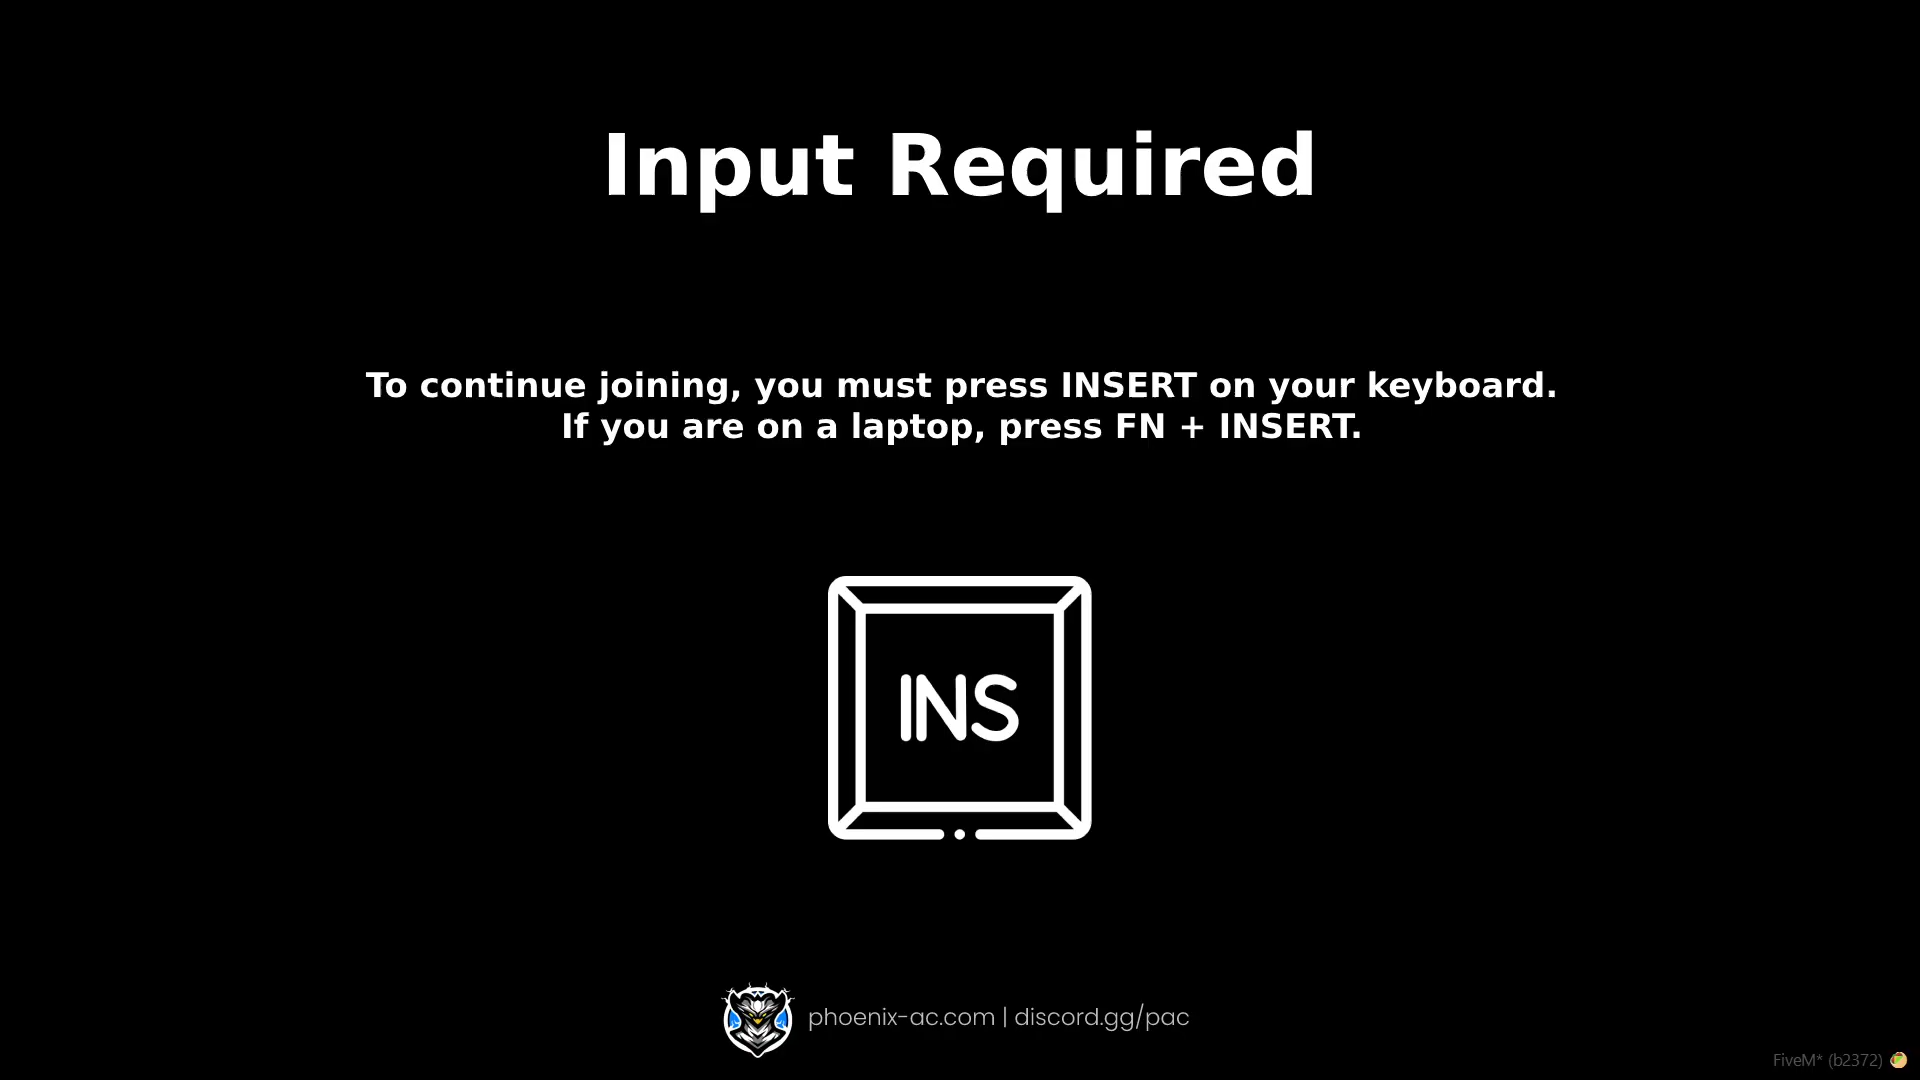 Input Required
To continue joining, you must press INSERT on your keyboard.
If you are on a laptop, press FN + INSERT.
INS
phoenix-ac.com | discord.gg/pac
FiveM* (b2372)